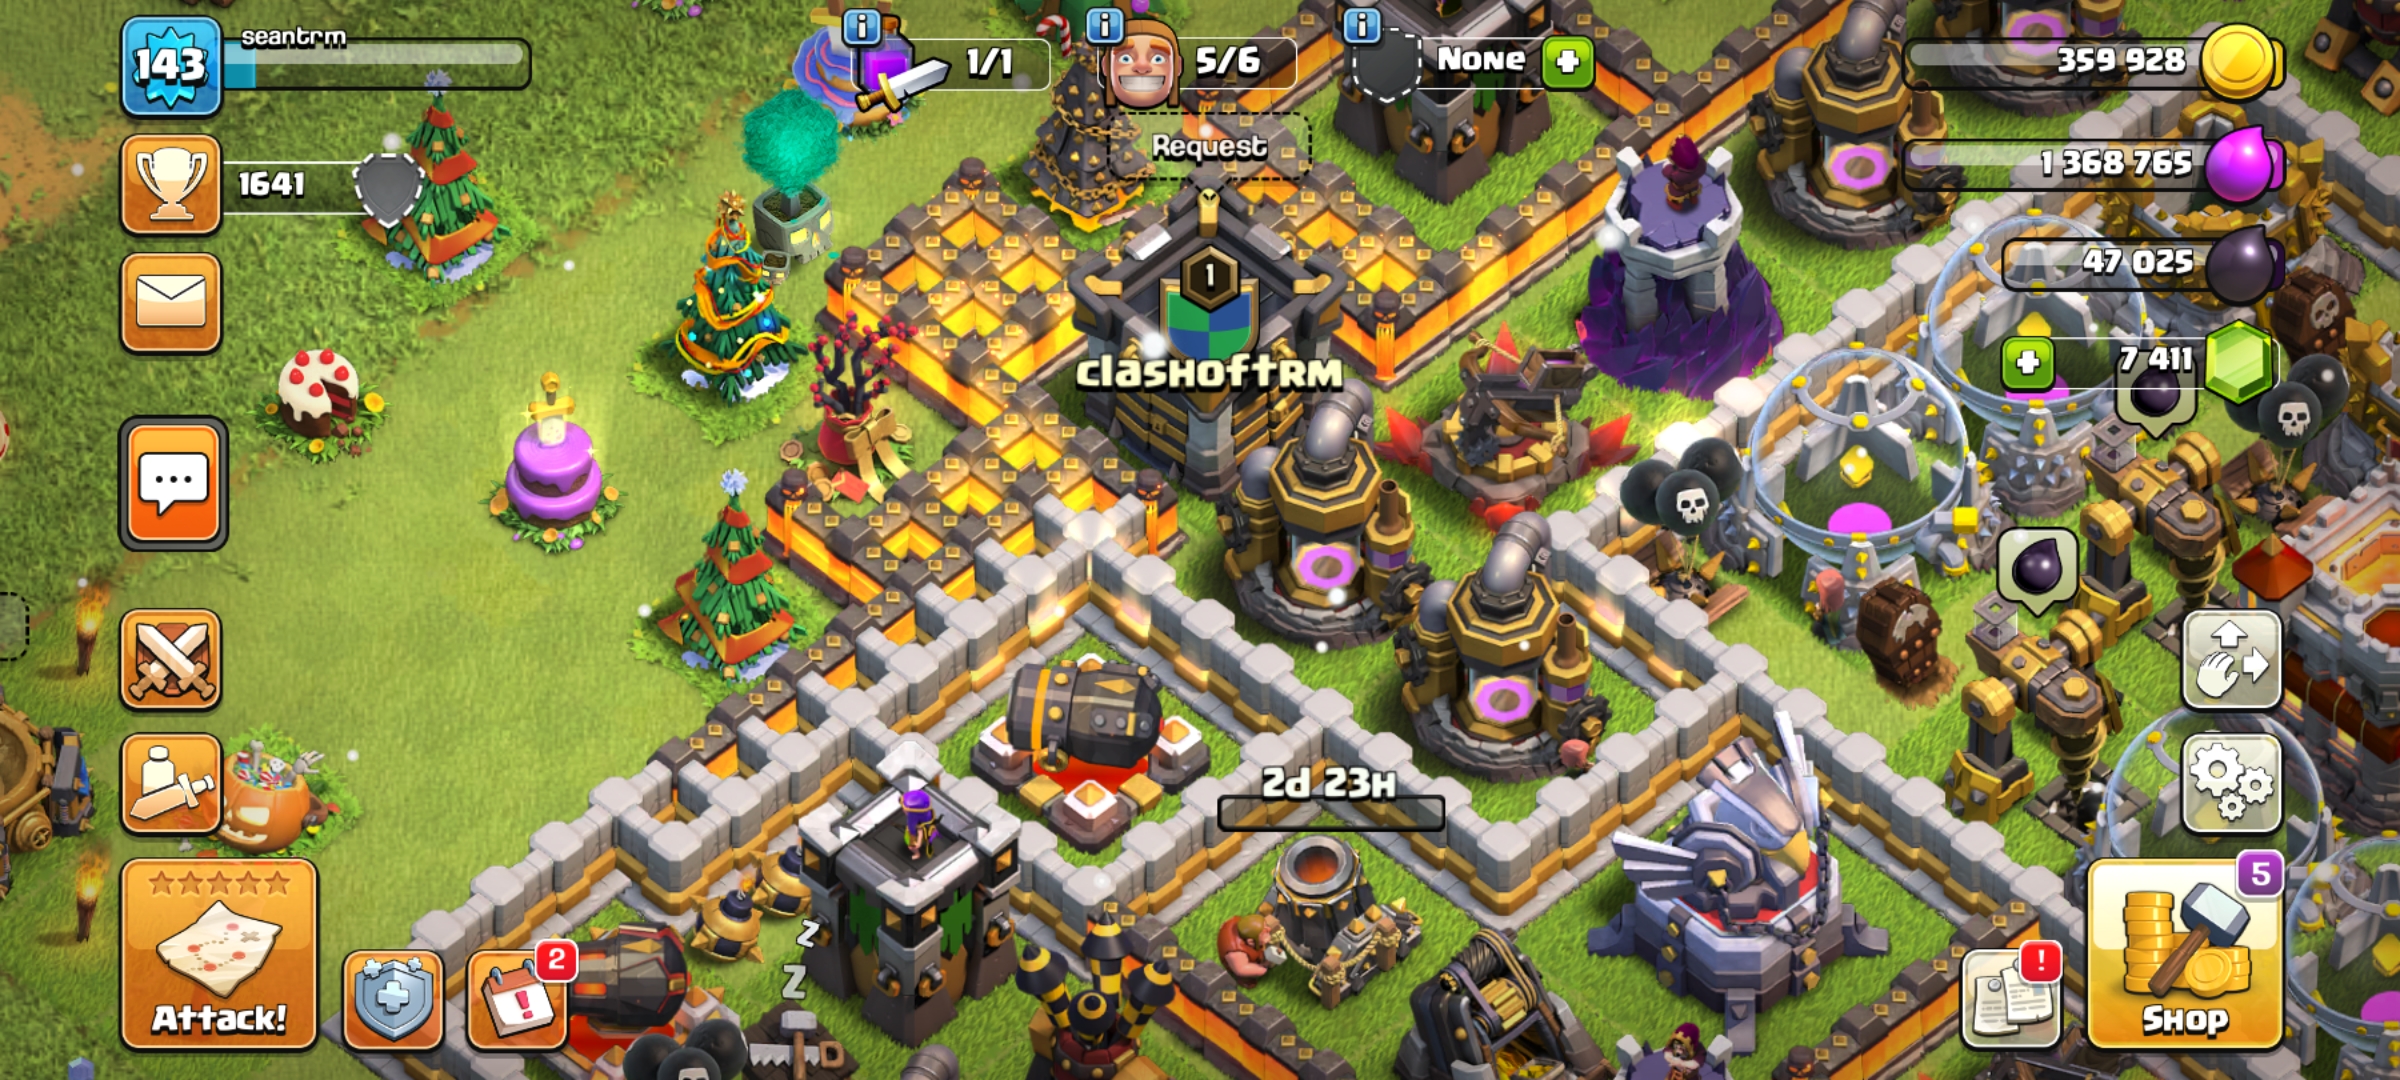 143
seantrm
1/1
5/6
None
359 928
1641
Request
1 368 765
47 025
7 411
1
clashoftrm
2d 23H
5
Z
Z
2
!
Attack!
Shop